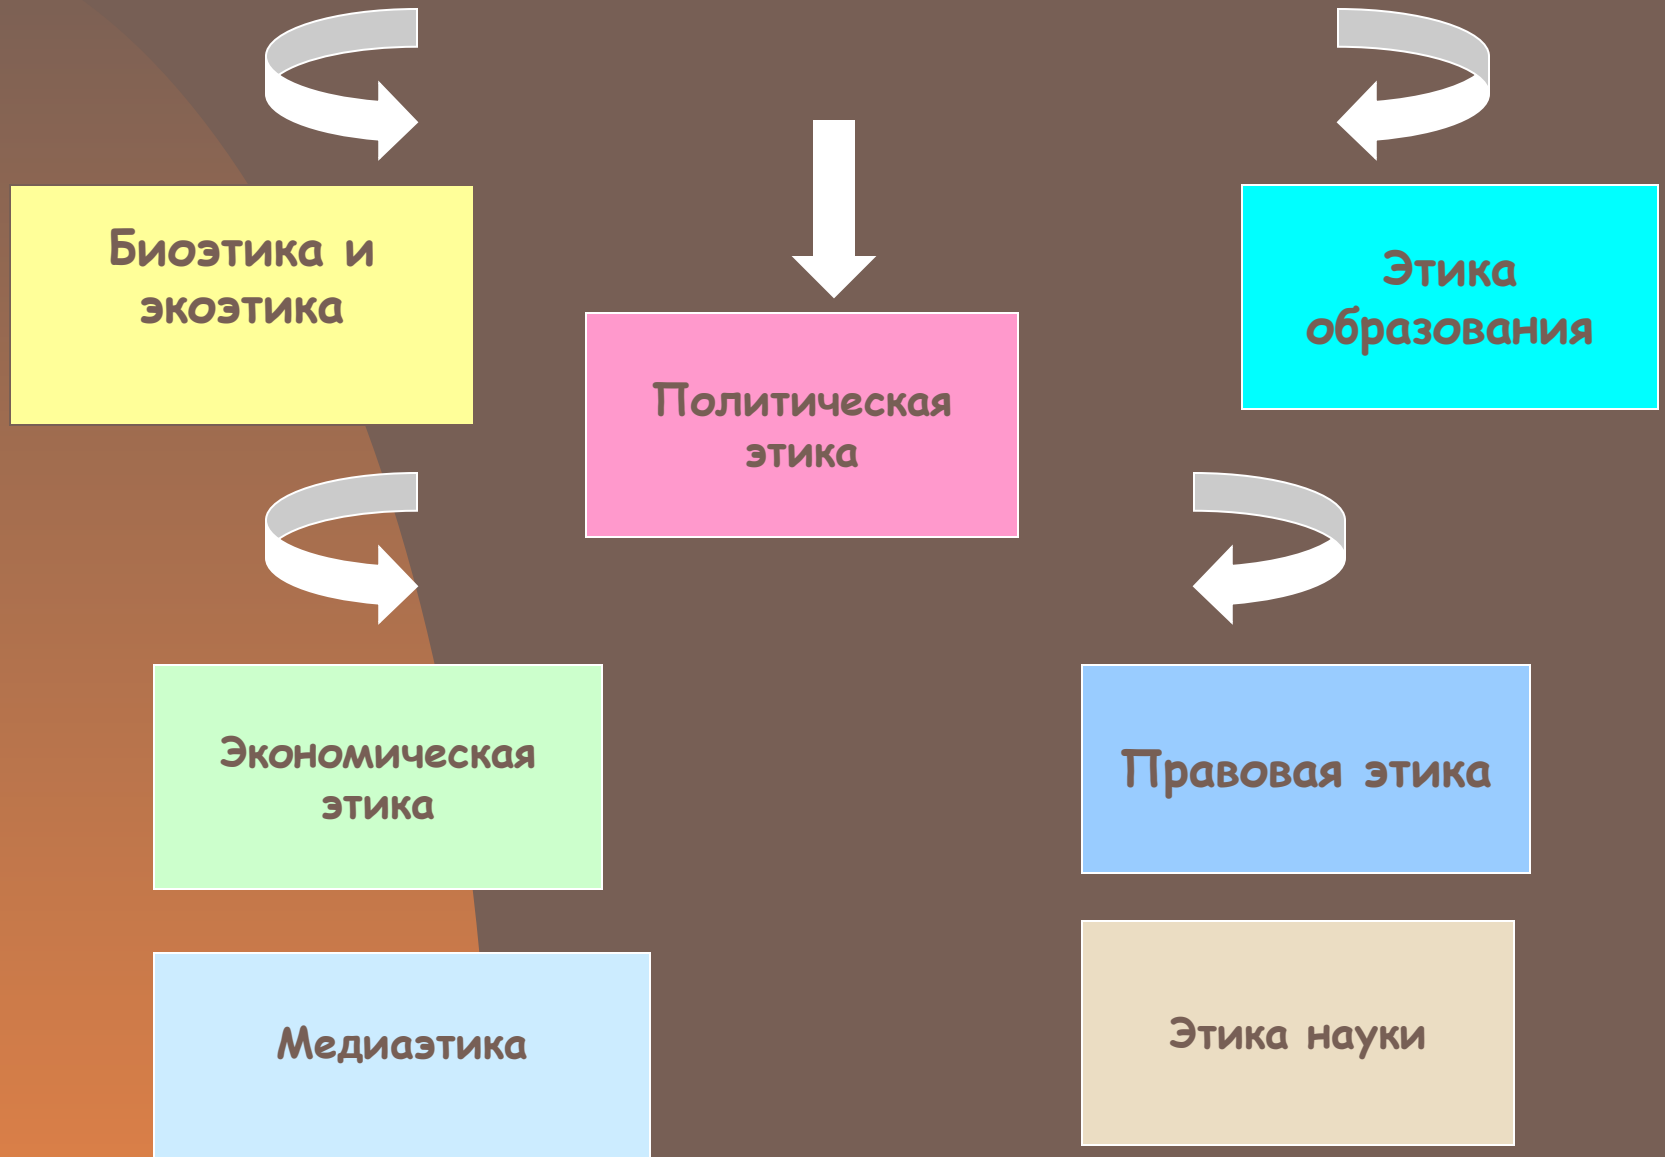 Биоэтика и
экоэтика
Этика
образования
Политическая
этика
Экономическая
этика
Правовая этика
Медиаэтика
Этика науки